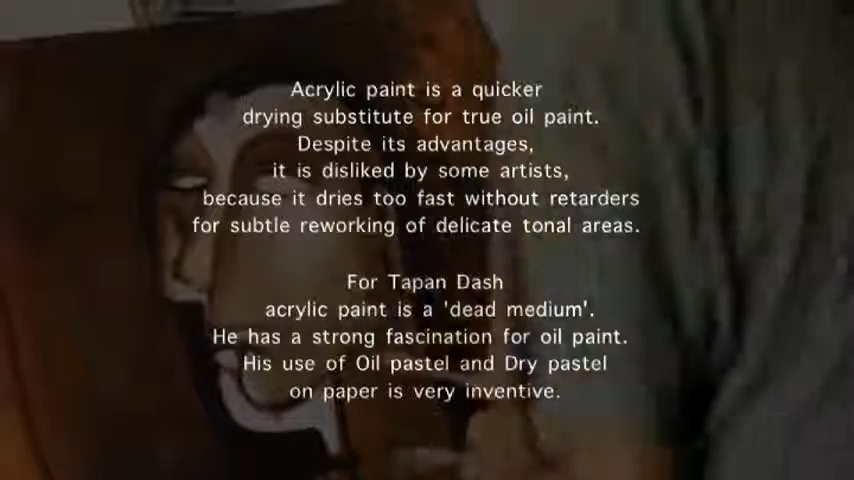 Acrylic paint is a quicker
drying substitute for true oil paint.
Despite its advantages,
it is disliked by some artists,
because it dries too fast without retarders
for subtle reworking of delicate tonal areas.
For Tapan Dash
acrylic paint is a 'dead medium'.
He has a strong fascination for oil paint.
His use of Oil pastel and Dry pastel
on paper is very inventive.